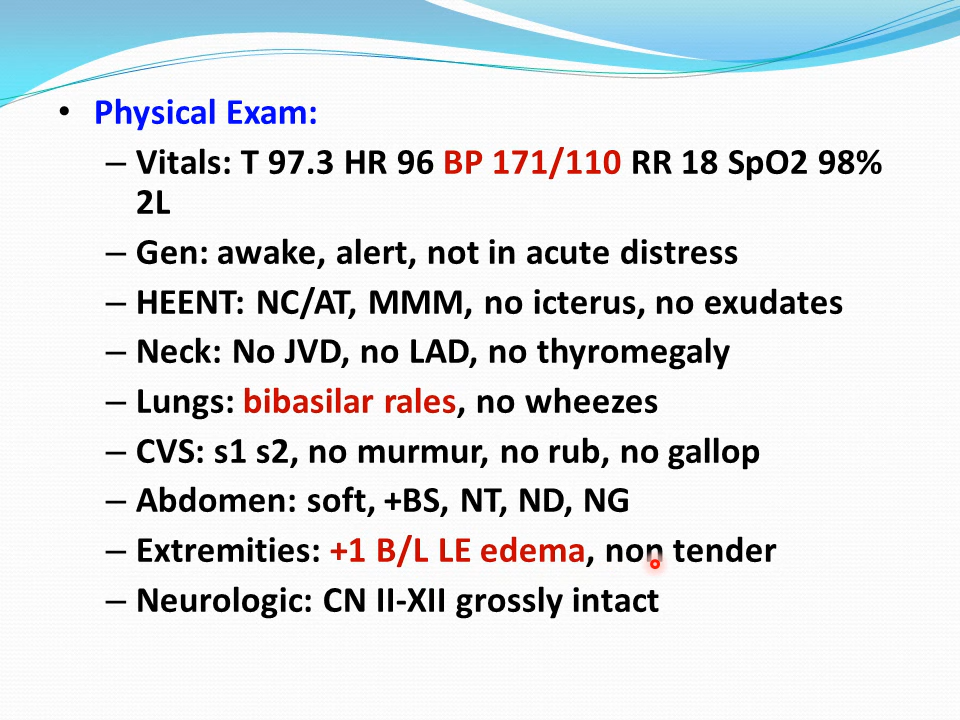 • Physical Exam:
– Vitals: T 97.3 HR 96 BP 171/110 RR 18 SpO2 98%
2L
– Gen: awake, alert, not in acute distress
– HEENT: NC/AT, MMM, no icterus, no exudates
– Neck: No JVD, no LAD, no thyromegaly
– Lungs: bibasilar rales, no wheezes
– CVS: s1 s2, no murmur, no rub, no gallop
– Abdomen: soft, +BS, NT, ND, NG
– Extremities: +1 B/L LE edema, non tender
– Neurologic: CN II-XII grossly intact